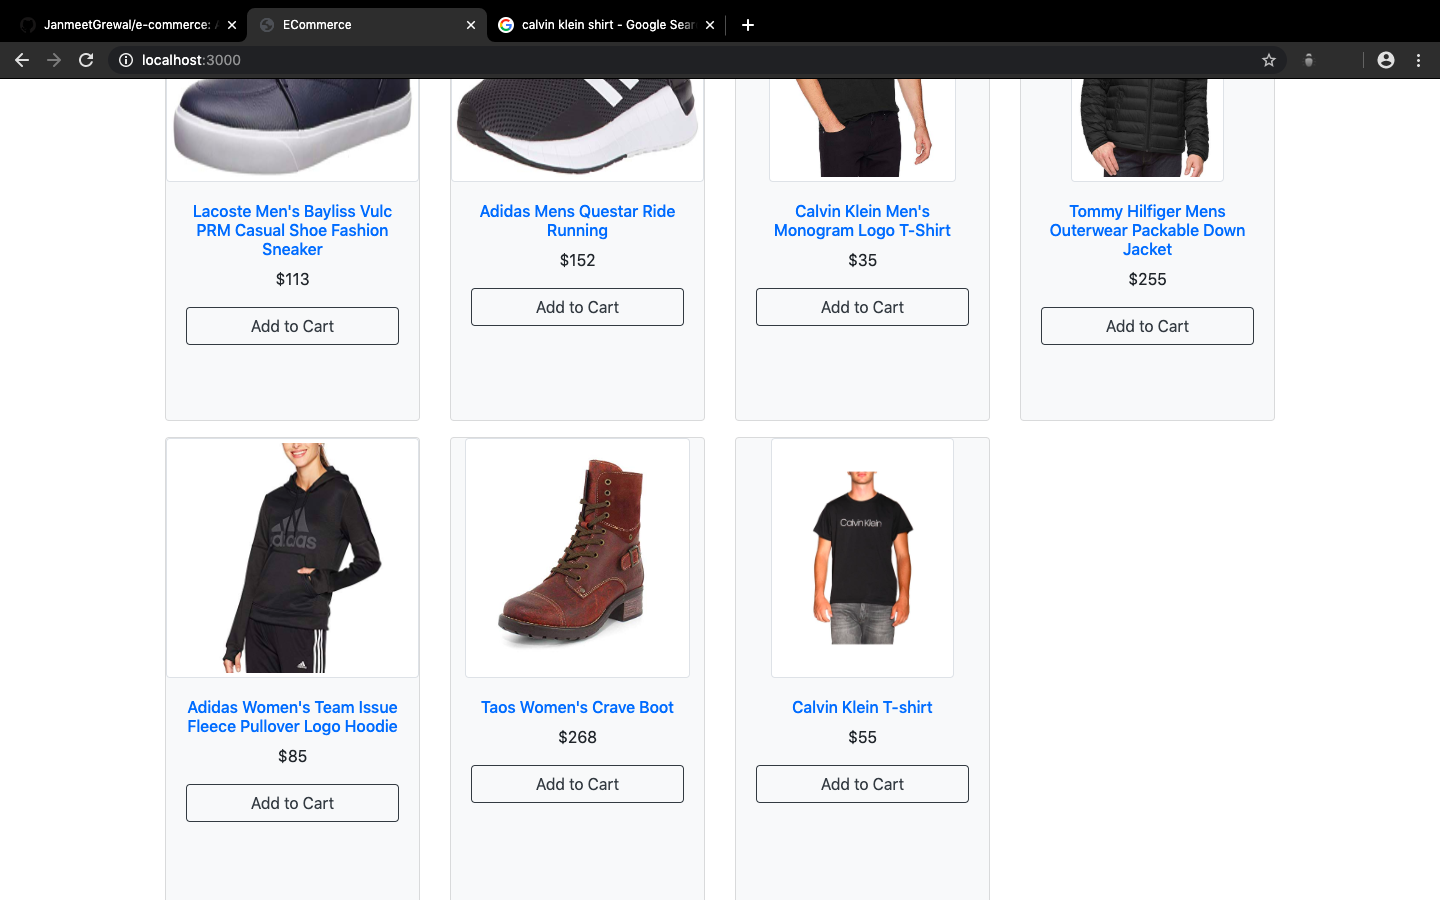 JanmeetGrewal/e-commerce:
ECommerce
calvin klein shirt - Google Sear
localhost:3000
Lacoste Men's Bayliss Vulc
PRM Casual Shoe Fashion
Sneaker
$113
Add to Cart
Adidas Mens Questar Ride
Running
$152
Add to Cart
Calvin Klein Men's
Monogram Logo T-Shirt
$35
Add to Cart
Tommy Hilfiger Mens
Outerwear Packable Down
Jacket
$255
Add to Cart
adidas
Adidas Women's Team Issue
Fleece Pullover Logo Hoodie
$85
Add to Cart
Taos Women's Crave Boot
$268
Add to Cart
Calvin Klein
Calvin Klein T-shirt
$55
Add to Cart